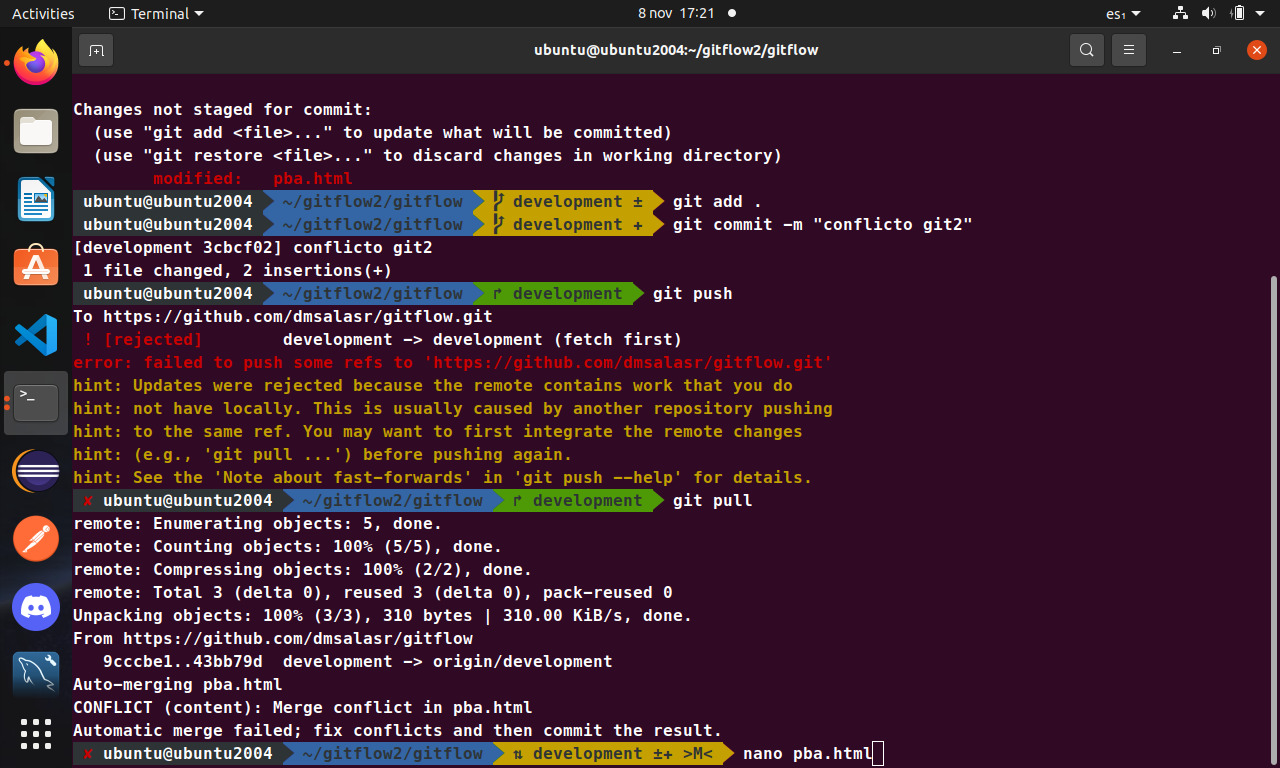 Activities Terminal 8 nov 17:21 es₁
ubuntu@ubuntu2004:~/gitflow2/gitflow
Changes not staged for commit:
  (use "git add <file>..." to update what will be committed)
  (use "git restore <file>..." to discard changes in working directory)
        modified:   pba.html
ubuntu@ubuntu2004 ~/gitflow2/gitflow development ± git add .
ubuntu@ubuntu2004 ~/gitflow2/gitflow development + git commit -m "conflicto git2"
[development 3cbcf02] conflicto git2
 1 file changed, 2 insertions(+)
ubuntu@ubuntu2004 ~/gitflow2/gitflow ↱ development git push
To https://github.com/dmsalasr/gitflow.git
 ! [rejected]        development -> development (fetch first)
error: failed to push some refs to 'https://github.com/dmsalasr/gitflow.git'
hint: Updates were rejected because the remote contains work that you do
hint: not have locally. This is usually caused by another repository pushing
hint: to the same ref. You may want to first integrate the remote changes
hint: (e.g., 'git pull ...') before pushing again.
hint: See the 'Note about fast-forwards' in 'git push --help' for details.
✘ ubuntu@ubuntu2004 ~/gitflow2/gitflow ↱ development git pull
remote: Enumerating objects: 5, done.
remote: Counting objects: 100% (5/5), done.
remote: Compressing objects: 100% (2/2), done.
remote: Total 3 (delta 0), reused 3 (delta 0), pack-reused 0
Unpacking objects: 100% (3/3), 310 bytes | 310.00 KiB/s, done.
From https://github.com/dmsalasr/gitflow
   9cccbe1..43bb79d  development -> origin/development
Auto-merging pba.html
CONFLICT (content): Merge conflict in pba.html
Automatic merge failed; fix conflicts and then commit the result.
✘ ubuntu@ubuntu2004 ~/gitflow2/gitflow ⇅ development ±+ >M< nano pba.html